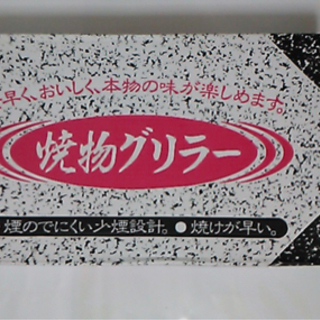 早く、おいしく、本物の味が楽しめます。
焼物グリラー
煙のでにくい少煙設計。●焼けが早い。